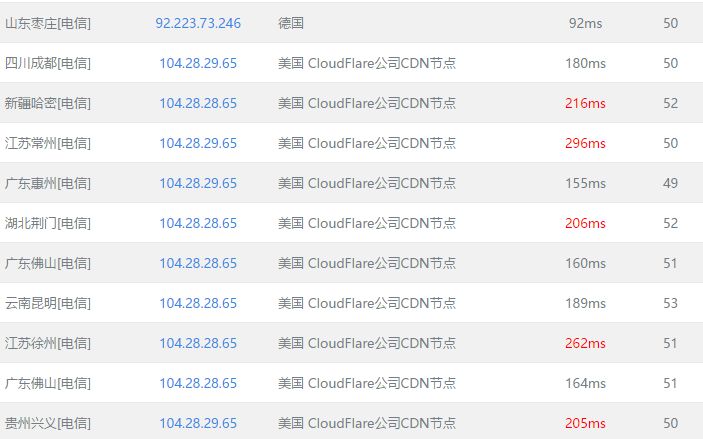 山东枣庄[电信] 92.223.73.246 德国 92ms 50
四川成都[电信] 104.28.29.65 美国 CloudFlare公司CDN节点 180ms 50
新疆哈密[电信] 104.28.28.65 美国 CloudFlare公司CDN节点 216ms 52
江苏常州[电信] 104.28.29.65 美国 CloudFlare公司CDN节点 296ms 50
广东惠州[电信] 104.28.29.65 美国 CloudFlare公司CDN节点 155ms 49
湖北荆门[电信] 104.28.28.65 美国 CloudFlare公司CDN节点 206ms 52
广东佛山[电信] 104.28.28.65 美国 CloudFlare公司CDN节点 160ms 51
云南昆明[电信] 104.28.28.65 美国 CloudFlare公司CDN节点 189ms 53
江苏徐州[电信] 104.28.28.65 美国 CloudFlare公司CDN节点 262ms 51
广东佛山[电信] 104.28.28.65 美国 CloudFlare公司CDN节点 164ms 51
贵州兴义[电信] 104.28.29.65 美国 CloudFlare公司CDN节点 205ms 50